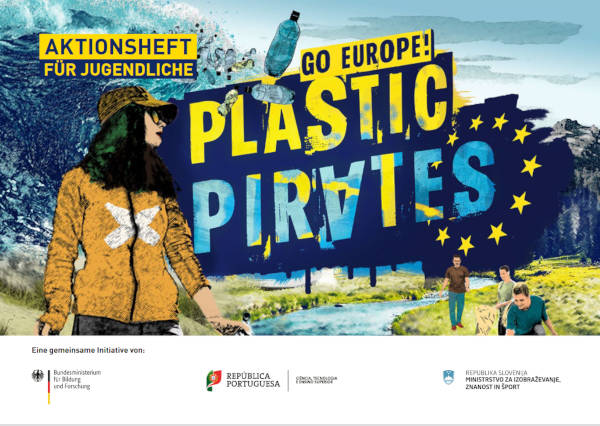 AKTIONSHEFT
FÜR JUGENDLICHE
GO EUROPE!
PLASTIC
PIRATES
Eine gemeinsame Initiative von:
Bundesministerium
für Bildung
und Forschung
REPÚBLICA
PORTUGUESA
CIÊNCIA, TECNOLOGIA
E ENSINO SUPERIOR
REPUBLIKA SLOVENIJA
MINISTRSTVO ZA IZOBRAŽEVANJE,
ZNANOST IN ŠPORT